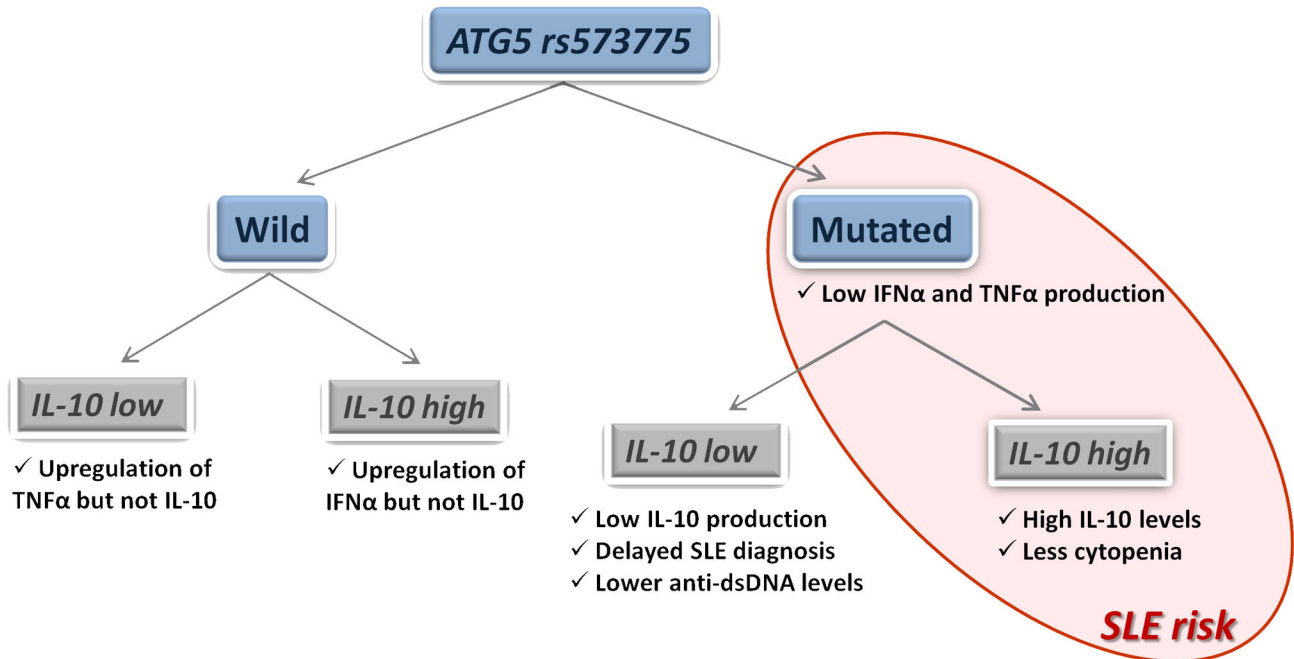 ATG5 rs573775
Wild
Mutated
✓ Low IFNα and TNFα production
IL-10 low
✓ Upregulation of
TNFα but not IL-10
IL-10 high
✓ Upregulation of
IFNα but not IL-10
IL-10 low
✓ Low IL-10 production
✓ Delayed SLE diagnosis
✓ Lower anti-dsDNA levels
IL-10 high
✓ High IL-10 levels
✓ Less cytopenia
SLE risk